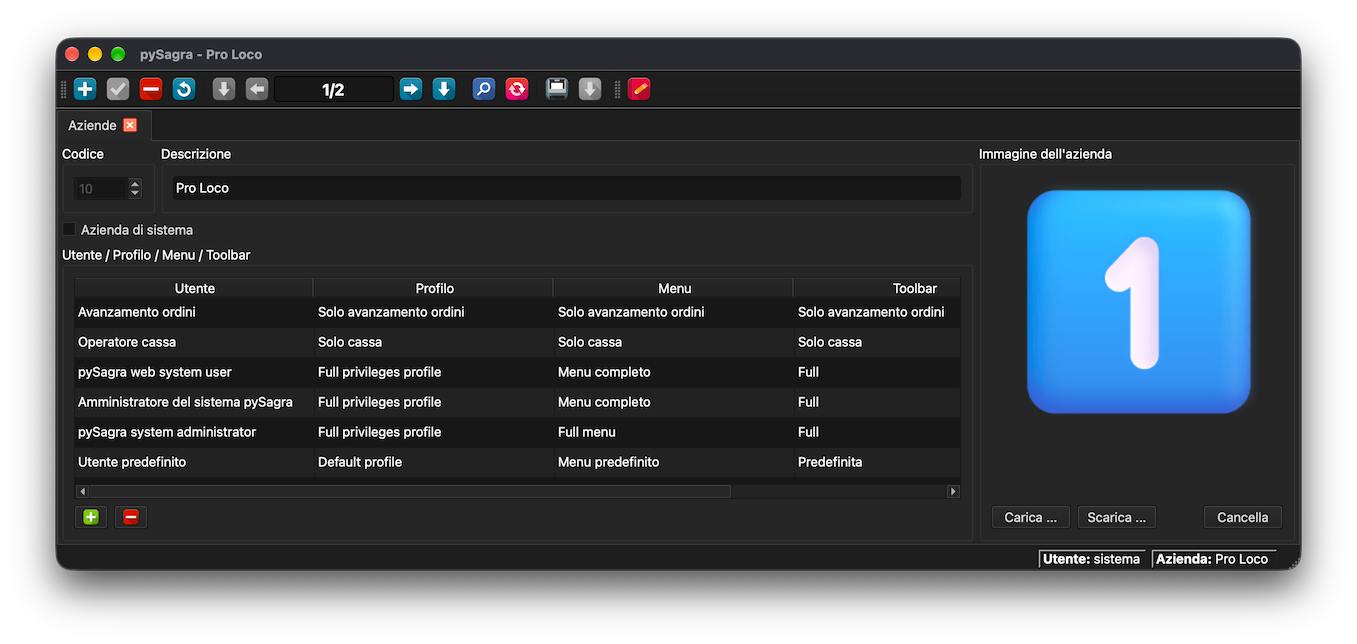 pySagra - Pro Loco
1/2
Aziende
Codice Descrizione Immagine dell'azienda
10 Pro Loco
1
Azienda di sistema
Utente / Profilo / Menu / Toolbar
Utente Profilo Menu Toolbar
Avanzamento ordini Solo avanzamento ordini Solo avanzamento ordini Solo avanzamento ordini
Operatore cassa Solo cassa Solo cassa Solo cassa
pySagra web system user Full privileges profile Menu completo Full
Amministratore del sistema pySagra Full privileges profile Menu completo Full
pySagra system administrator Full privileges profile Full menu Full
Utente predefinito Default profile Menu predefinito Predefinita
Carica ... Scarica ... Cancella
Utente: sistema Azienda: Pro Loco